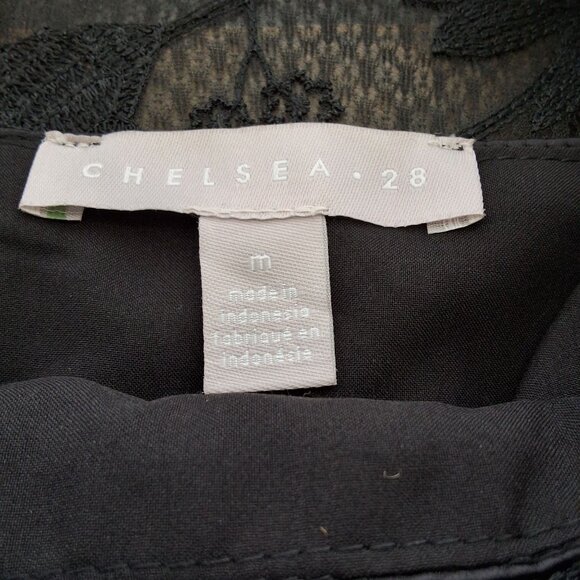 CHELSEA · 28
m
made in
indonesia
fabriqué en
indonésie